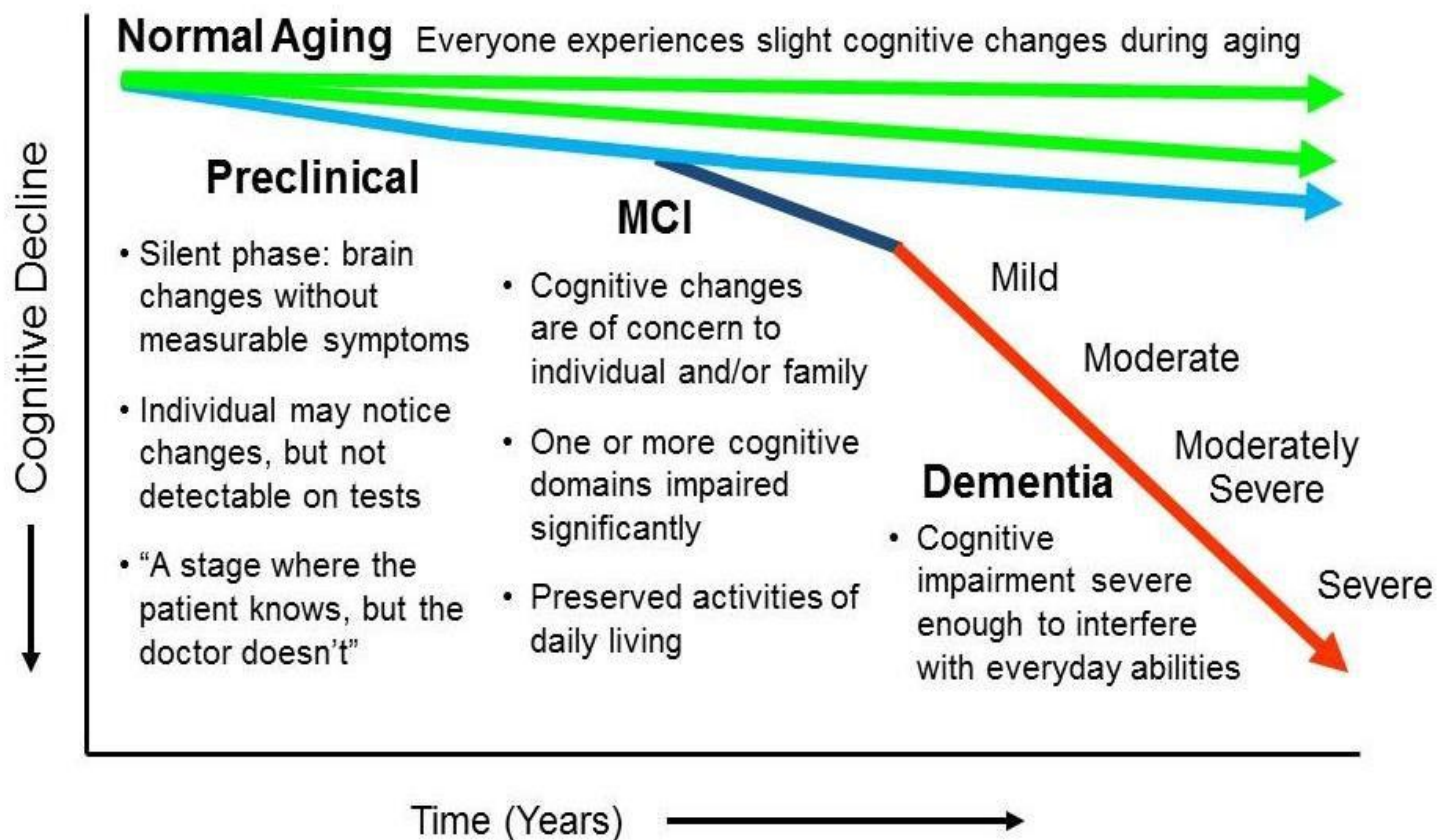 Normal Aging Everyone experiences slight cognitive changes during aging
Cognitive Decline
Preclinical
• Silent phase: brain
changes without
measurable symptoms
• Individual may notice
changes, but not
detectable on tests
• “A stage where the
patient knows, but the
doctor doesn’t”
MCI
• Cognitive changes
are of concern to
individual and/or family
• One or more cognitive
domains impaired
significantly
• Preserved activities of
daily living
Mild
Moderate
Moderately
Severe
Severe
Dementia
• Cognitive
impairment severe
enough to interfere
with everyday abilities
Time (Years)